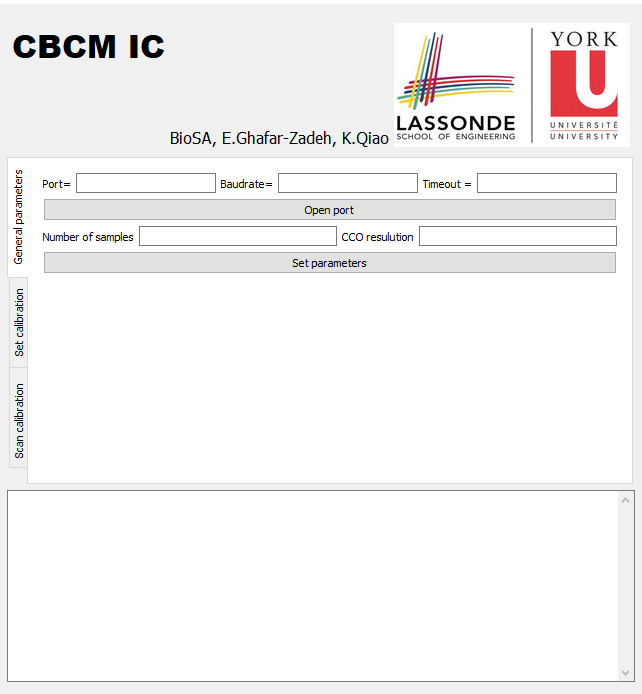 CBCM IC
BioSA, E.Ghafar-Zadeh, K.Qiao
LASSONDE
SCHOOL OF ENGINEERING
YORK
U
UNIVERSITÉ
UNIVERSITY
General parameters
Set calibration
Scan calibration
Port=
Baudrate=
Timeout =
Open port
Number of samples
CCO resulution
Set parameters